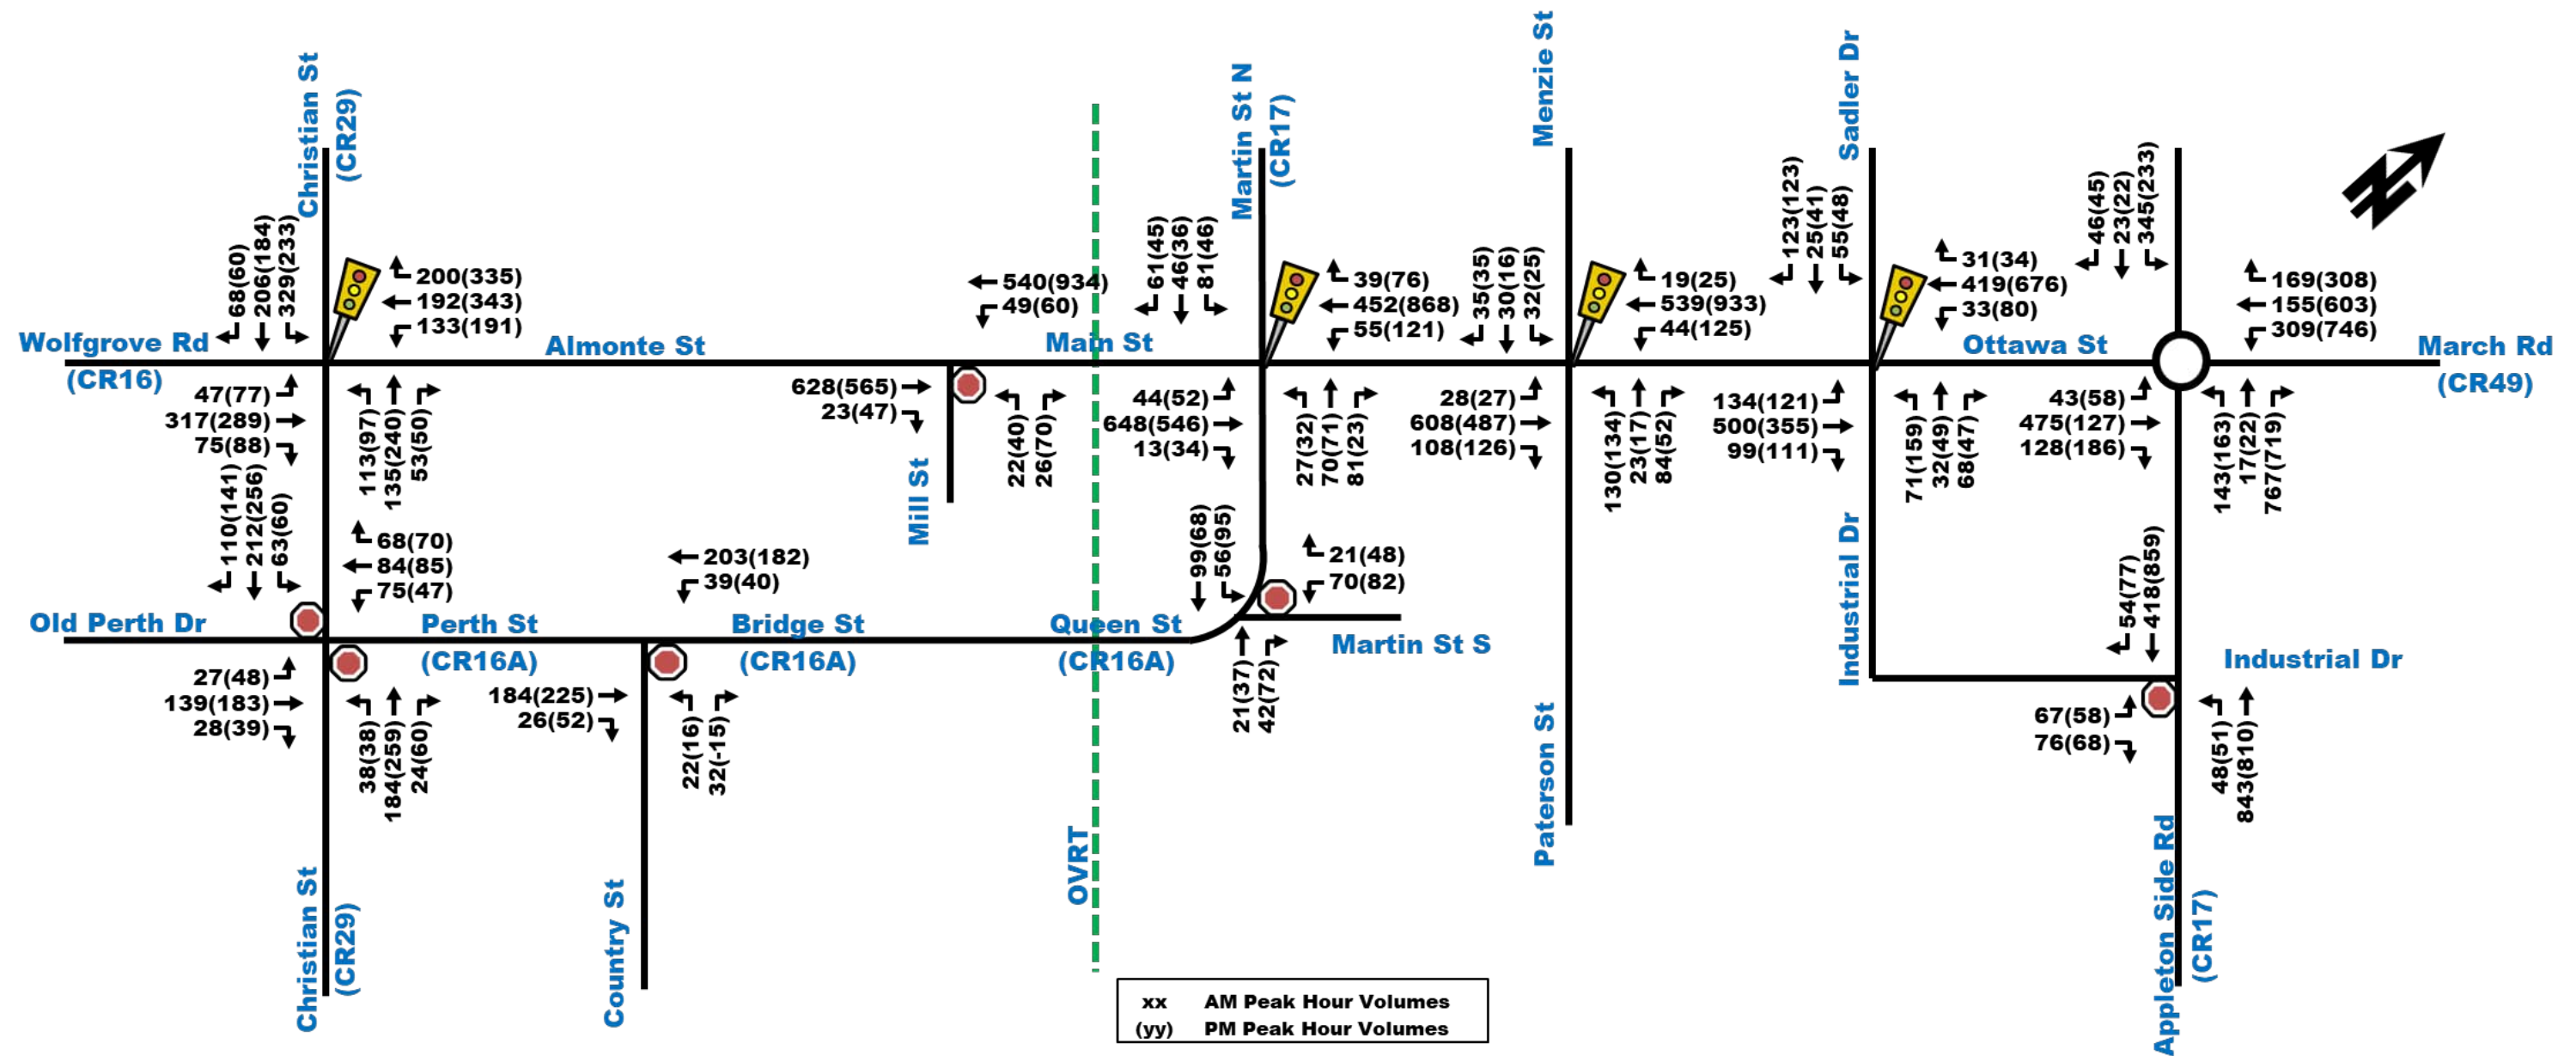 Christian St
(CR29)
68(60)
206(184)
329(233)
200(335)
192(343)
133(191)
Wolfgrove Rd
(CR16)
47(77)
317(289)
75(88)
113(97)
135(240)
53(50)
Almonte St
540(934)
49(60)
628(565)
23(47)
Mill St
22(40)
26(70)
Main St
Martin St N
(CR17)
61(45)
46(36)
81(46)
39(76)
452(868)
55(121)
44(52)
648(546)
13(34)
27(32)
70(71)
81(23)
Menzie St
35(35)
30(16)
32(25)
19(25)
539(933)
44(125)
28(27)
608(487)
108(126)
130(134)
23(17)
84(52)
Paterson St
Sadler Dr
123(123)
25(41)
55(48)
31(34)
419(676)
33(80)
134(121)
500(355)
99(111)
71(159)
32(49)
68(47)
Industrial Dr
Ottawa St
46(45)
23(22)
345(233)
169(308)
155(603)
309(746)
43(58)
475(127)
128(186)
143(163)
17(22)
767(719)
March Rd
(CR49)
N
110(141)
212(256)
63(60)
68(70)
84(85)
75(47)
Old Perth Dr
27(48)
139(183)
28(39)
38(38)
184(259)
24(60)
Christian St
(CR29)
Perth St
(CR16A)
203(182)
39(40)
184(225)
26(52)
22(16)
32(-15)
Country St
Bridge St
(CR16A)
Queen St
(CR16A)
OVRT
99(68)
56(95)
21(48)
70(82)
21(37)
42(72)
Martin St S
54(77)
418(859)
Industrial Dr
67(58)
76(68)
48(51)
843(810)
Appleton Side Rd
(CR17)
xx AM Peak Hour Volumes
(yy) PM Peak Hour Volumes